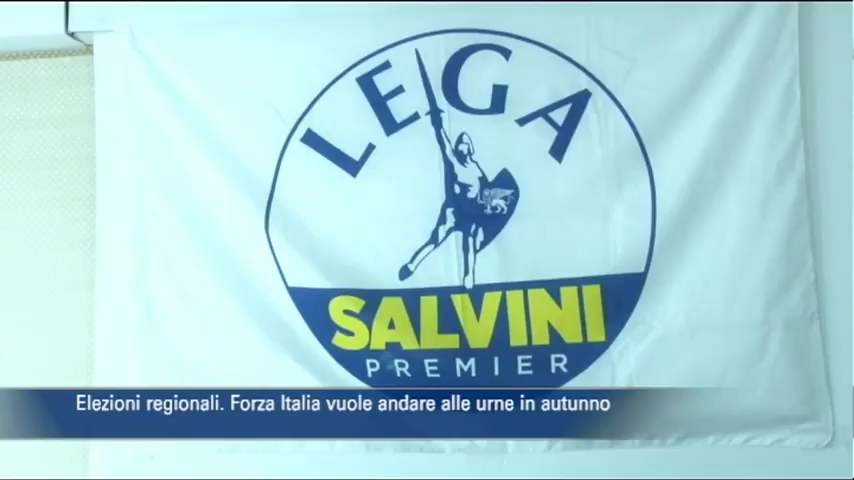 LEGA
SALVINI
PREMIER
Elezioni regionali. Forza Italia vuole andare alle urne in autunno